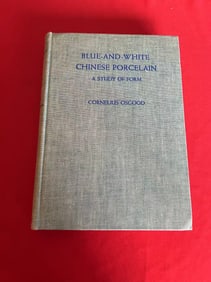 BLUE-AND-WHITE
CHINESE PORCELAIN
A STUDY OF FORM
CORNELIUS OSGOOD